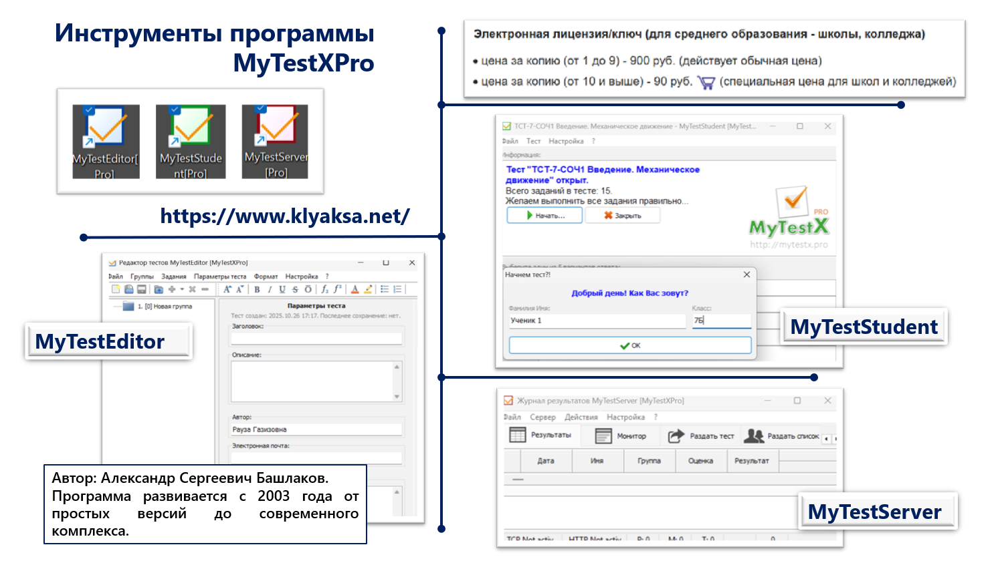 Инструменты программы
MyTestXPro
MyTestEditor[
Pro]
MyTestStude
nt[Pro]
MyTestServer
[Pro]
https://www.klyaksa.net/
Электронная лицензия/ключ (для среднего образования - школы, колледжа)
• цена за копию (от 1 до 9) - 900 руб. (действует обычная цена)
• цена за копию (от 10 и выше) - 90 руб. (специальная цена для школ и колледжей)
ТСТ-7-СОЧ1 Введение. Механическое движение - MyTestStudent [MyTest...
Файл Тест Настройка ?
Информация:
Тест "ТСТ-7-СОЧ1 Введение. Механическое
движение" открыт.
Всего заданий в тесте: 15.
Желаем выполнить все задания правильно...
Начать... Закрыть
PRO
MyTestX
http://mytestx.pro
Выберите один из 5 вариантов ответа:
Начнем тест?!
Добрый день! Как Вас зовут?
Фамилия Имя: Класс:
Ученик 1 7Б
OK
MyTestStudent
Редактор тестов MyTestEditor [MyTestXPro]
Файл Группы Задания Параметры теста Формат Настройка ?
1. [0] Новая группа
Параметры теста
Тест создан: 2025.10.26 17:17. Последнее сохранение: нет.
Заголовок:
Описание:
Автор:
Рауза Газизовна
Электронная почта:
MyTestEditor
Автор: Александр Сергеевич Башлаков.
Программа развивается с 2003 года от
простых версий до современного
комплекса.
Журнал результатов MyTestServer [MyTestXPro]
Файл Сервер Действия Настройка ?
Результаты Монитор Раздать тест Раздать список
Дата Имя Группа Оценка Результат
MyTestServer
TCP Not activ HTTP Not activ P: 0 M: 0 T: 0 0